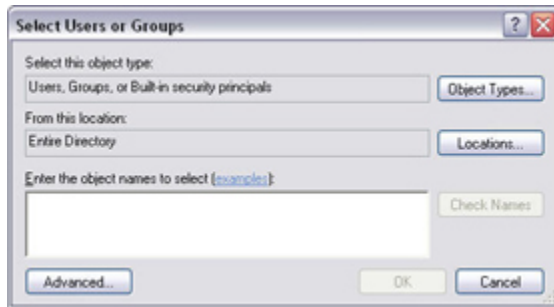 Select Users or Groups
Select this object type:
Users, Groups, or Built-in security principals
Object Types...
From this location:
Entire Directory
Locations...
Enter the object names to select (examples):
Check Names
Advanced...
OK
Cancel